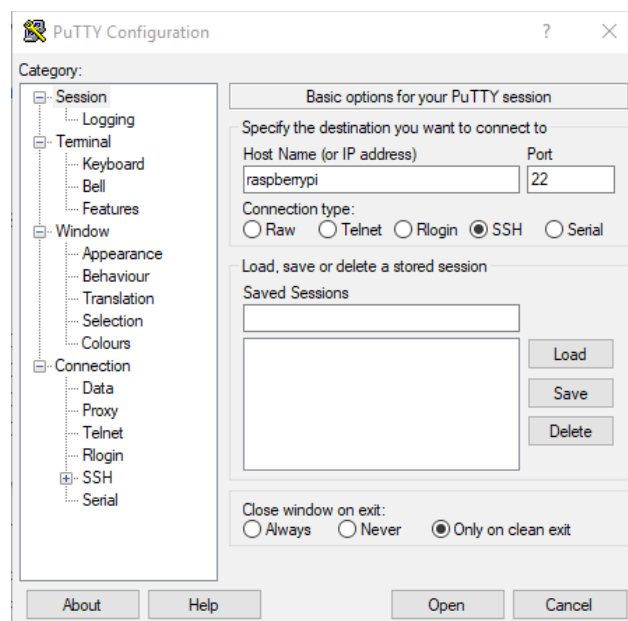 PuTTY Configuration
Category:
Session
Logging
Terminal
Keyboard
Bell
Features
Window
Appearance
Behaviour
Translation
Selection
Colours
Connection
Data
Proxy
Telnet
Rlogin
SSH
Serial
Basic options for your PuTTY session
Specify the destination you want to connect to
Host Name (or IP address) Port
raspberrypi 22
Connection type:
Raw Telnet Rlogin SSH Serial
Load, save or delete a stored session
Saved Sessions
Load
Save
Delete
Close window on exit:
Always Never Only on clean exit
About Help Open Cancel